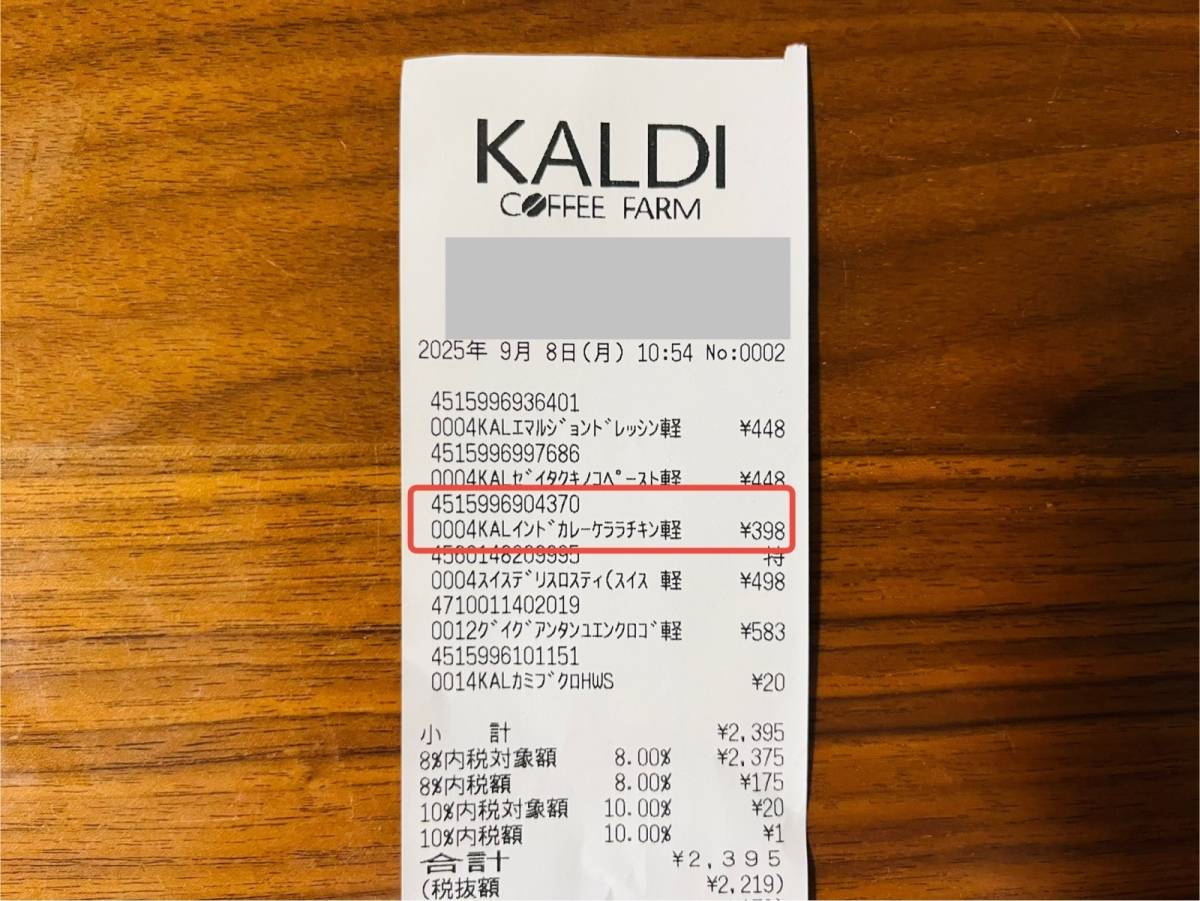 KALDI
COFFEE FARM
2025年 9月 8日(月) 10:54 No:0002
4515996936401
0004KALｴﾏﾙｼﾞｮﾝﾄﾞﾚｯｼﾝ軽 ¥448
4515996997686
0004KALｾﾞｲﾀｸｷﾉｺﾍﾟｰｽﾄ軽 ¥448
4515996904370
0004KALｲﾝﾄﾞｶﾚｰｹﾗﾗﾁｷﾝ軽 ¥398
4560148209995 特
0004ｽｲｽﾃﾞﾘｽﾛｽﾃｨ(ｽｲｽ 軽 ¥498
4710011402019
0012ｸﾞｲｸﾞｱﾝﾀﾝﾕｴﾝｸﾛｺﾞ軽 ¥583
4515996101151
0014KALｶﾐﾌﾞｸﾛHWS ¥20
小 計 ¥2,395
8%内税対象額 8.00% ¥2,375
8%内税額 8.00% ¥175
10%内税対象額 10.00% ¥20
10%内税額 10.00% ¥1
合計 ¥2,395
(税抜額 ¥2,219)